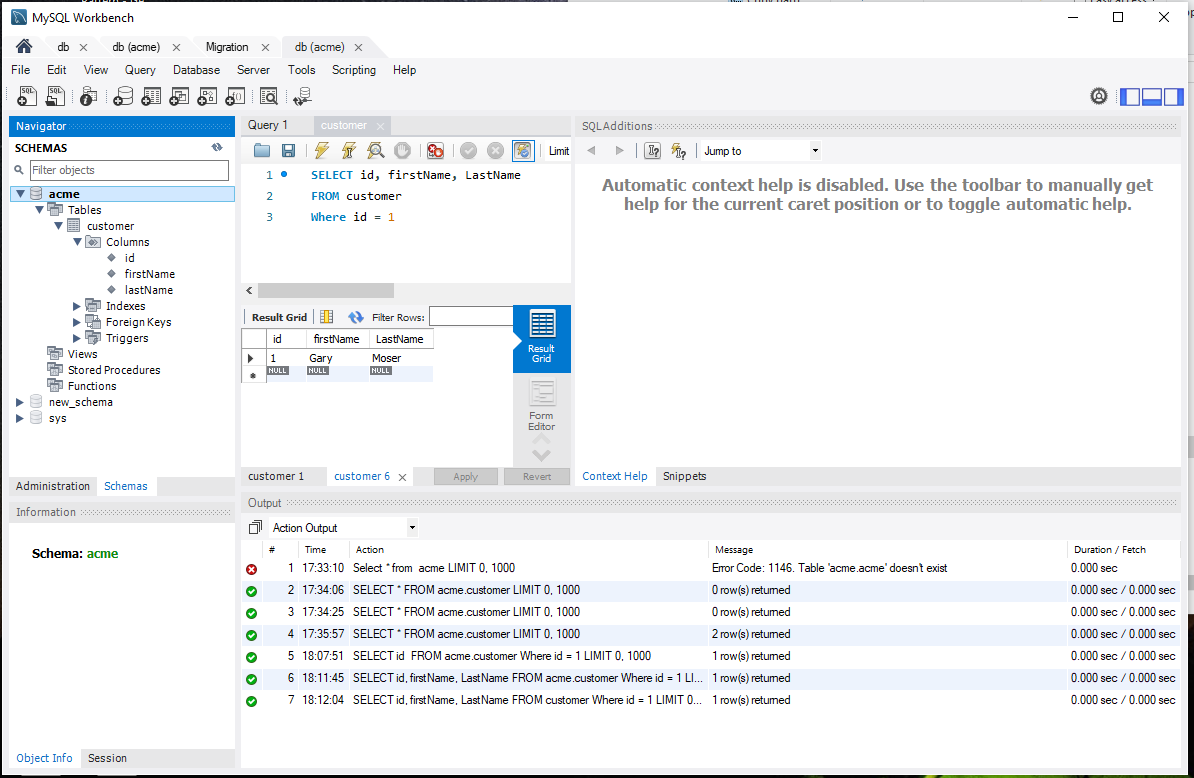 MySQL Workbench
db
db (acme)
Migration
db (acme)
File Edit View Query Database Server Tools Scripting Help
Navigator
SCHEMAS
Filter objects
acme
Tables
customer
Columns
id
firstName
lastName
Indexes
Foreign Keys
Triggers
Views
Stored Procedures
Functions
new_schema
sys
Administration Schemas
Information
Schema: acme
Object Info Session
Query 1 customer
Limit
1 SELECT id, firstName, LastName
2 FROM customer
3 Where id = 1
Result Grid Filter Rows:
id firstName LastName
1 Gary Moser
NULL NULL NULL
Result
Grid
Form
Editor
customer 1 customer 6 Apply Revert
SQLAdditions
Jump to
Automatic context help is disabled. Use the toolbar to manually get
help for the current caret position or to toggle automatic help.
Context Help Snippets
Output
Action Output
# Time Action Message Duration / Fetch
1 17:33:10 Select * from  acme LIMIT 0, 1000 Error Code: 1146. Table 'acme.acme' doesn't exist 0.000 sec
2 17:34:06 SELECT * FROM acme.customer LIMIT 0, 1000 0 row(s) returned 0.000 sec / 0.000 sec
3 17:34:25 SELECT * FROM acme.customer LIMIT 0, 1000 0 row(s) returned 0.000 sec / 0.000 sec
4 17:35:57 SELECT * FROM acme.customer LIMIT 0, 1000 2 row(s) returned 0.000 sec / 0.000 sec
5 18:07:51 SELECT id  FROM acme.customer Where id = 1 LIMIT 0, 1000 1 row(s) returned 0.000 sec / 0.000 sec
6 18:11:45 SELECT id, firstName, LastName FROM acme.customer Where id = 1 LI... 1 row(s) returned 0.000 sec / 0.000 sec
7 18:12:04 SELECT id, firstName, LastName FROM customer Where id = 1 LIMIT 0... 1 row(s) returned 0.000 sec / 0.000 sec